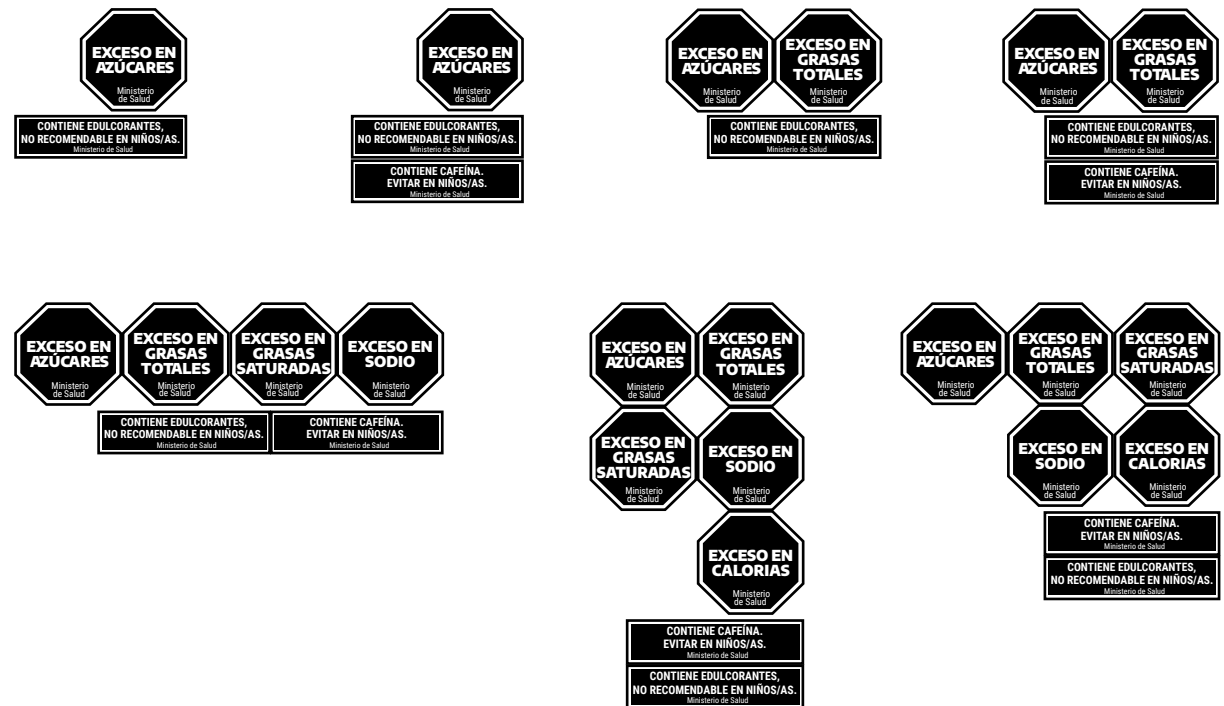 EXCESO EN
AZÚCARES
Ministerio
de Salud
CONTIENE EDULCORANTES,
NO RECOMENDABLE EN NIÑOS/AS.
Ministerio de Salud
EXCESO EN
AZÚCARES
Ministerio
de Salud
CONTIENE EDULCORANTES,
NO RECOMENDABLE EN NIÑOS/AS.
Ministerio de Salud
CONTIENE CAFEÍNA.
EVITAR EN NIÑOS/AS.
Ministerio de Salud
EXCESO EN
AZÚCARES
Ministerio
de Salud
EXCESO EN
GRASAS
TOTALES
Ministerio
de Salud
CONTIENE EDULCORANTES,
NO RECOMENDABLE EN NIÑOS/AS.
Ministerio de Salud
EXCESO EN
AZÚCARES
Ministerio
de Salud
EXCESO EN
GRASAS
TOTALES
Ministerio
de Salud
CONTIENE EDULCORANTES,
NO RECOMENDABLE EN NIÑOS/AS.
Ministerio de Salud
CONTIENE CAFEÍNA.
EVITAR EN NIÑOS/AS.
Ministerio de Salud
EXCESO EN
AZÚCARES
Ministerio
de Salud
EXCESO EN
GRASAS
TOTALES
Ministerio
de Salud
EXCESO EN
GRASAS
SATURADAS
Ministerio
de Salud
EXCESO EN
SODIO
Ministerio
de Salud
CONTIENE EDULCORANTES,
NO RECOMENDABLE EN NIÑOS/AS.
Ministerio de Salud
CONTIENE CAFEÍNA.
EVITAR EN NIÑOS/AS.
Ministerio de Salud
EXCESO EN
AZÚCARES
Ministerio
de Salud
EXCESO EN
GRASAS
TOTALES
Ministerio
de Salud
EXCESO EN
GRASAS
SATURADAS
Ministerio
de Salud
EXCESO EN
SODIO
Ministerio
de Salud
EXCESO EN
CALORIAS
Ministerio
de Salud
CONTIENE CAFEÍNA.
EVITAR EN NIÑOS/AS.
Ministerio de Salud
CONTIENE EDULCORANTES,
NO RECOMENDABLE EN NIÑOS/AS.
Ministerio de Salud
EXCESO EN
AZÚCARES
Ministerio
de Salud
EXCESO EN
GRASAS
TOTALES
Ministerio
de Salud
EXCESO EN
GRASAS
SATURADAS
Ministerio
de Salud
EXCESO EN
SODIO
Ministerio
de Salud
EXCESO EN
CALORIAS
Ministerio
de Salud
CONTIENE CAFEÍNA.
EVITAR EN NIÑOS/AS.
Ministerio de Salud
CONTIENE EDULCORANTES,
NO RECOMENDABLE EN NIÑOS/AS.
Ministerio de Salud